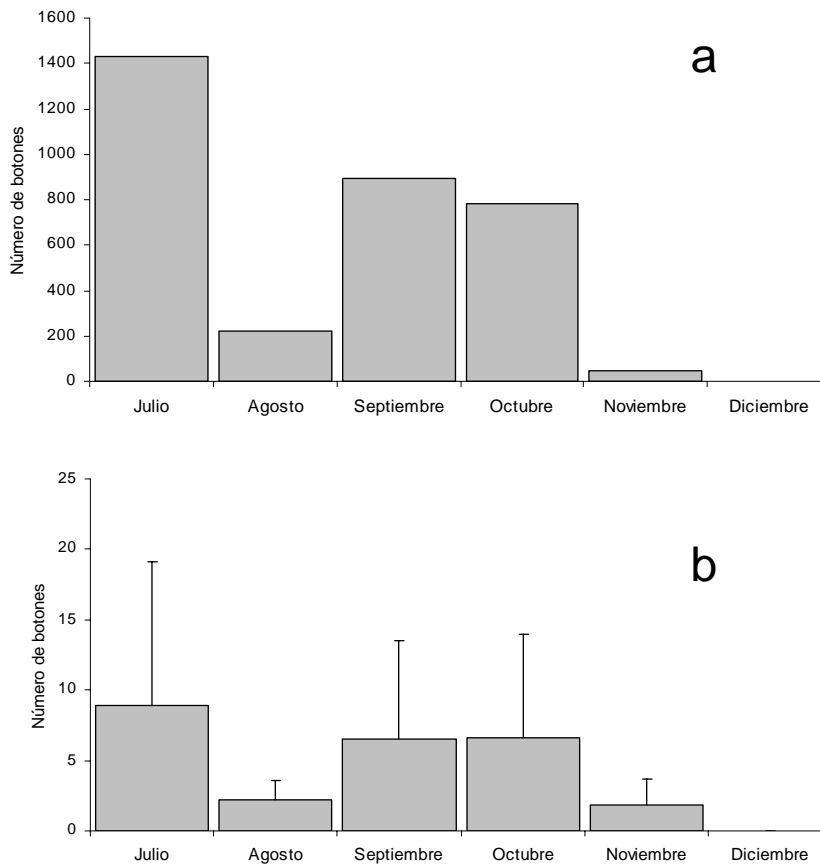 1600
a
1400
1200
1000
800
600
400
200
0
Número de botones
Julio Agosto Septiembre Octubre Noviembre Diciembre
25
20
b
15
10
5
0
Número de botones
Julio Agosto Septiembre Octubre Noviembre Diciembre